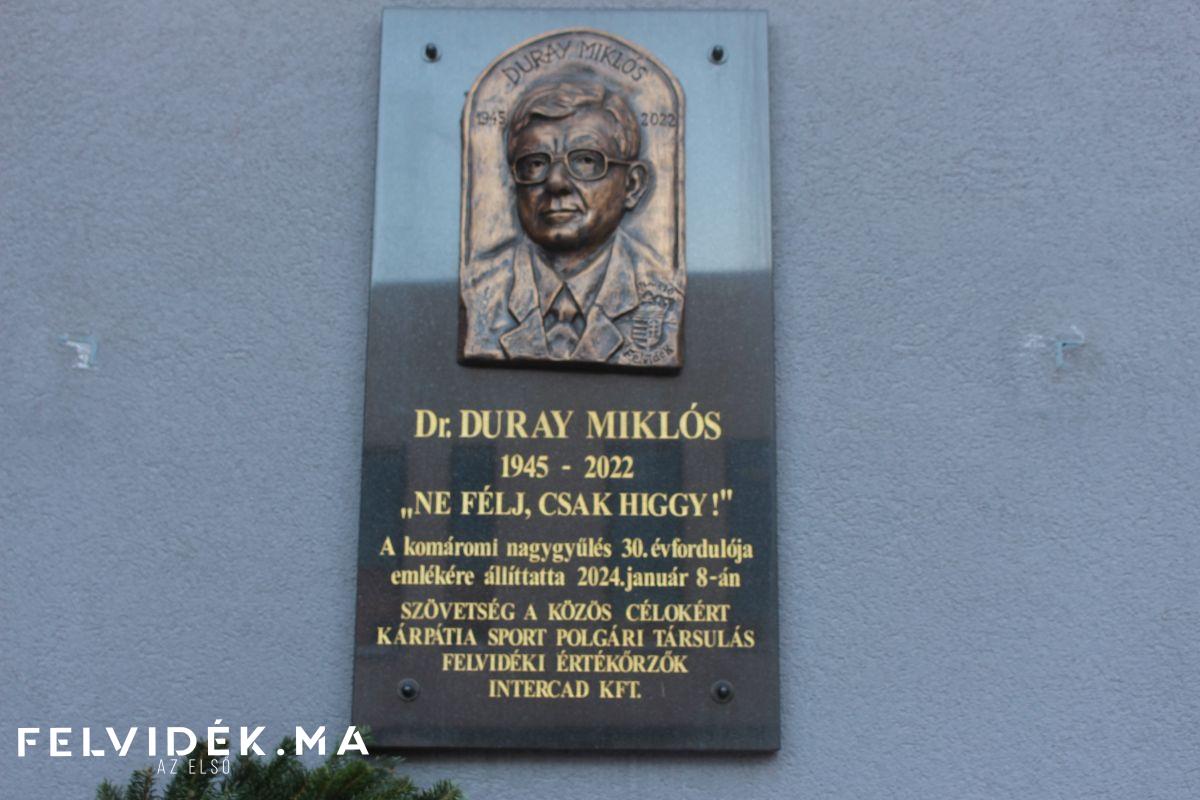 DURAY MIKLÓS
1945 2022
Felvidék
Dr. DURAY MIKLÓS
1945 - 2022
„NE FÉLJ, CSAK HIGGY!"
A komáromi nagygyűlés 30. évfordulója
emlékére állíttatta 2024.január 8-án
SZÖVETSÉG A KÖZÖS CÉLOKÉRT
KÁRPÁTIA SPORT POLGÁRI TÁRSULÁS
FELVIDÉKI ÉRTÉKŐRZŐK
INTERCAD KFT.
FELVIDÉK.MA
AZ ELSŐ